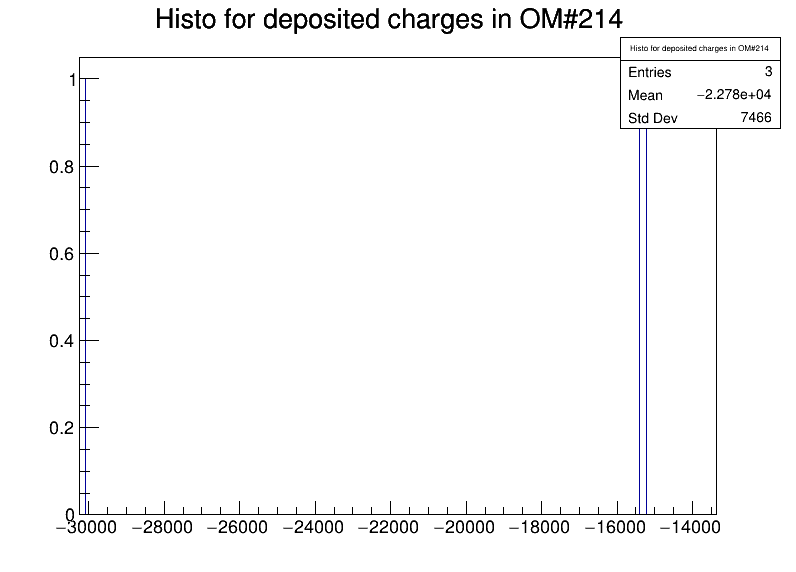 Histo for deposited charges in OM#214
Histo for deposited charges in OM#214
Entries 3
Mean −2.278e+04
Std Dev 7466
1
0.8
0.6
0.4
0.2
0
−30000 −28000 −26000 −24000 −22000 −20000 −18000 −16000 −14000